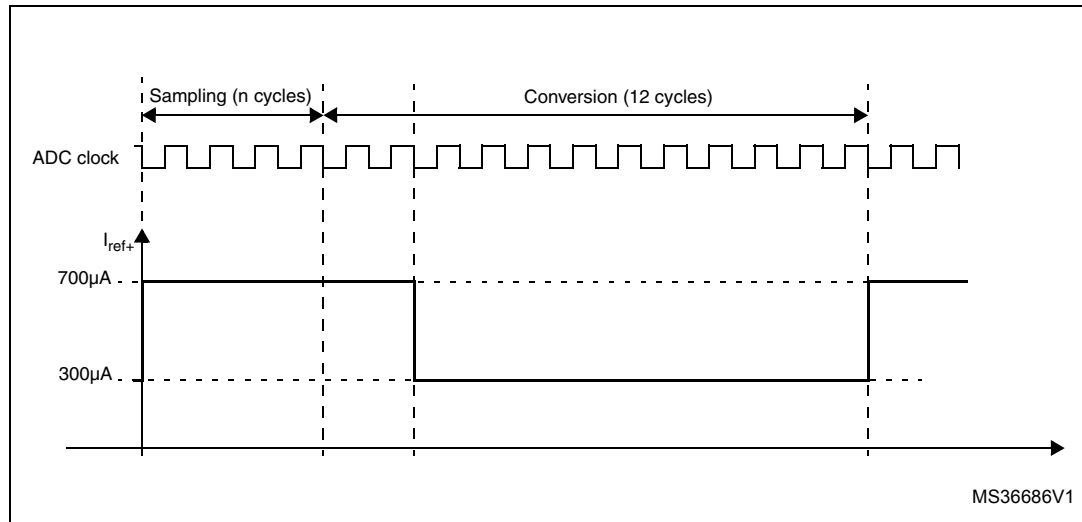 Sampling (n cycles)
Conversion (12 cycles)
ADC clock
Iref+
700µA
300µA
MS36686V1